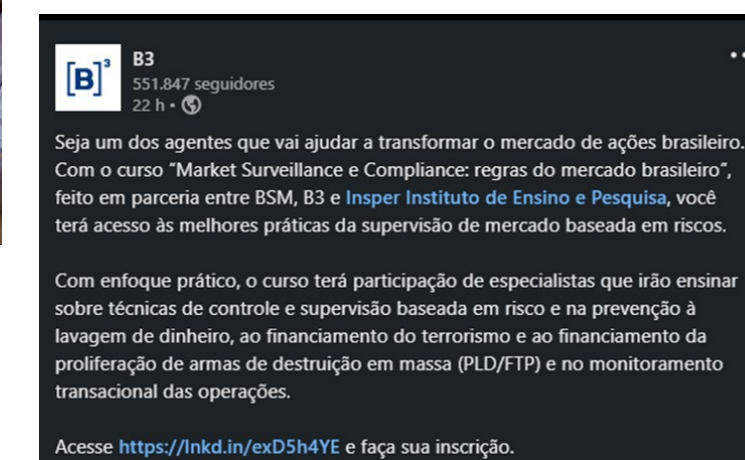 [B]³
B3
551.847 seguidores
22 h •
Seja um dos agentes que vai ajudar a transformar o mercado de ações brasileiro.
Com o curso "Market Surveillance e Compliance: regras do mercado brasileiro",
feito em parceria entre BSM, B3 e Insper Instituto de Ensino e Pesquisa, você
terá acesso às melhores práticas da supervisão de mercado baseada em riscos.
Com enfoque prático, o curso terá participação de especialistas que irão ensinar
sobre técnicas de controle e supervisão baseada em risco e na prevenção à
lavagem de dinheiro, ao financiamento do terrorismo e ao financiamento da
proliferação de armas de destruição em massa (PLD/FTP) e no monitoramento
transacional das operações.
Acesse https://lnkd.in/exD5h4YE e faça sua inscrição.